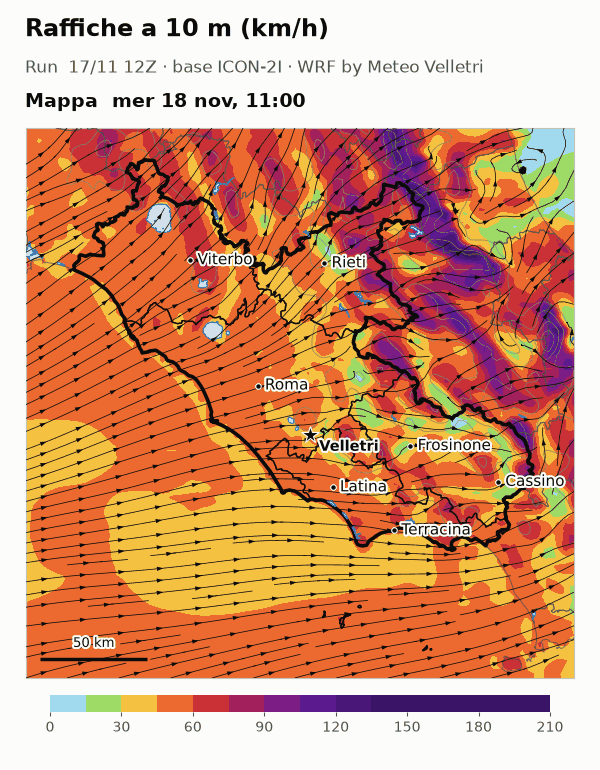 Raffiche a 10 m (km/h)
Run 17/11 12Z · base ICON-2I · WRF by Meteo Velletri
Mappa mer 18 nov, 11:00
Viterbo
Rieti
Roma
Velletri
Frosinone
Latina
Cassino
Terracina
50 km
0 30 60 90 120 150 180 210